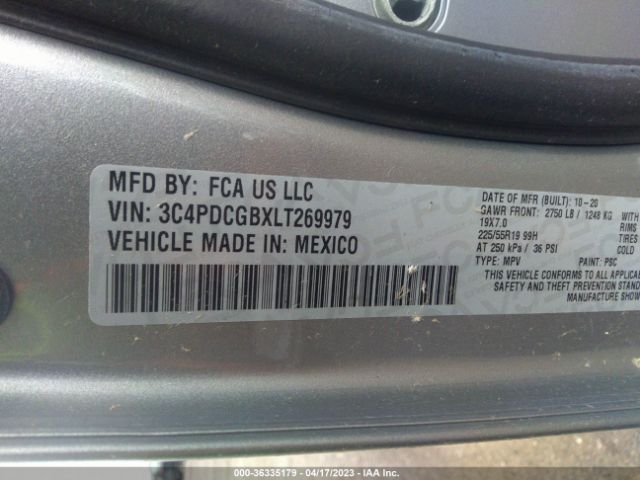 MFD BY: FCA US LLC
VIN: 3C4PDCGBXLT269979
VEHICLE MADE IN: MEXICO
DATE OF MFR (BUILT): 10-20
GAWR FRONT: 2750 LB / 1248 KG WITH
19X7.0 RIMS
225/55R19 99H TIRES
AT 250 kPa / 36 PSI COLD
TYPE: MPV PAINT: PSC
THIS VEHICLE CONFORMS TO ALL
SAFETY AND THEFT PREVENTION STAND
MANUFACTURE SHOW
000-36335179 / 04/17/2023 / IAA Inc.